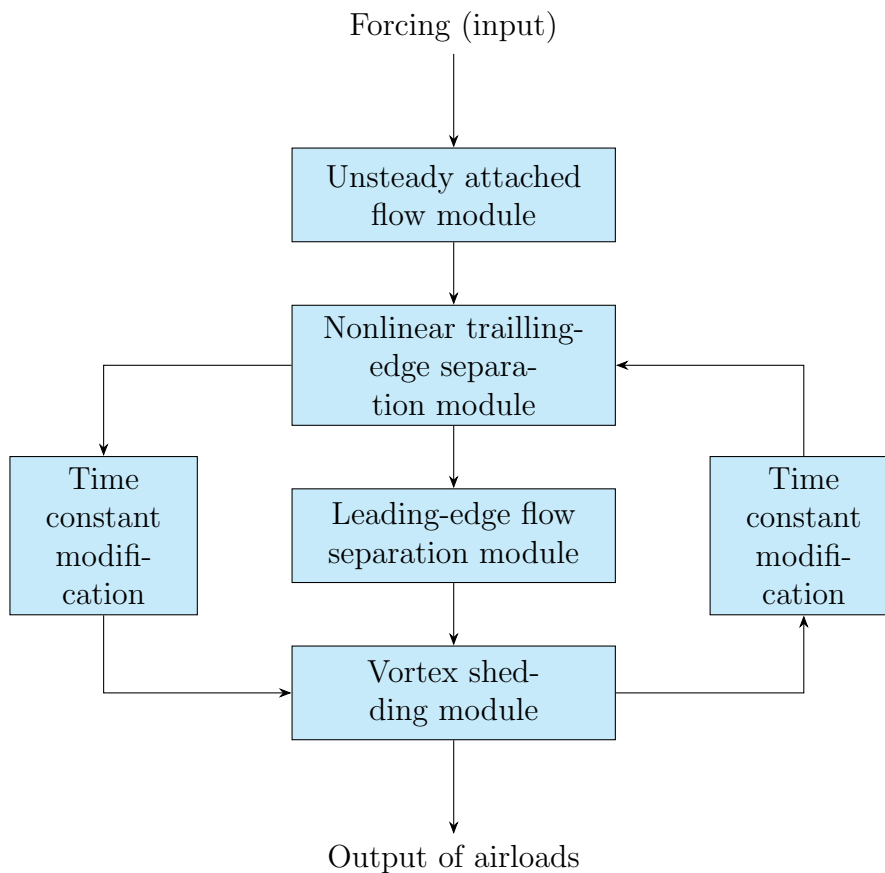 Forcing (input)
Unsteady attached
flow module
Nonlinear trailling-
edge separa-
tion module
Time
constant
modifi-
cation
Leading-edge flow
separation module
Time
constant
modifi-
cation
Vortex shed-
ding module
Output of airloads